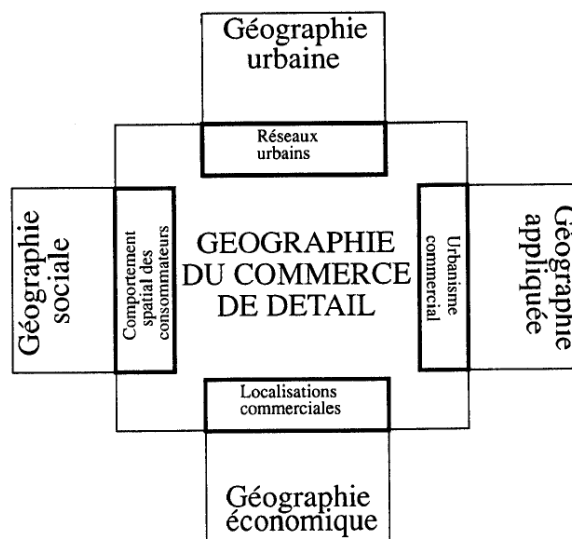 Géographie
urbaine
Réseaux
urbains
Géographie
sociale
Comportement
spatial des
consommateurs
GEOGRAPHIE
DU COMMERCE
DE DETAIL
Urbanisme
commercial
Géographie
appliquée
Localisations
commerciales
Géographie
économique